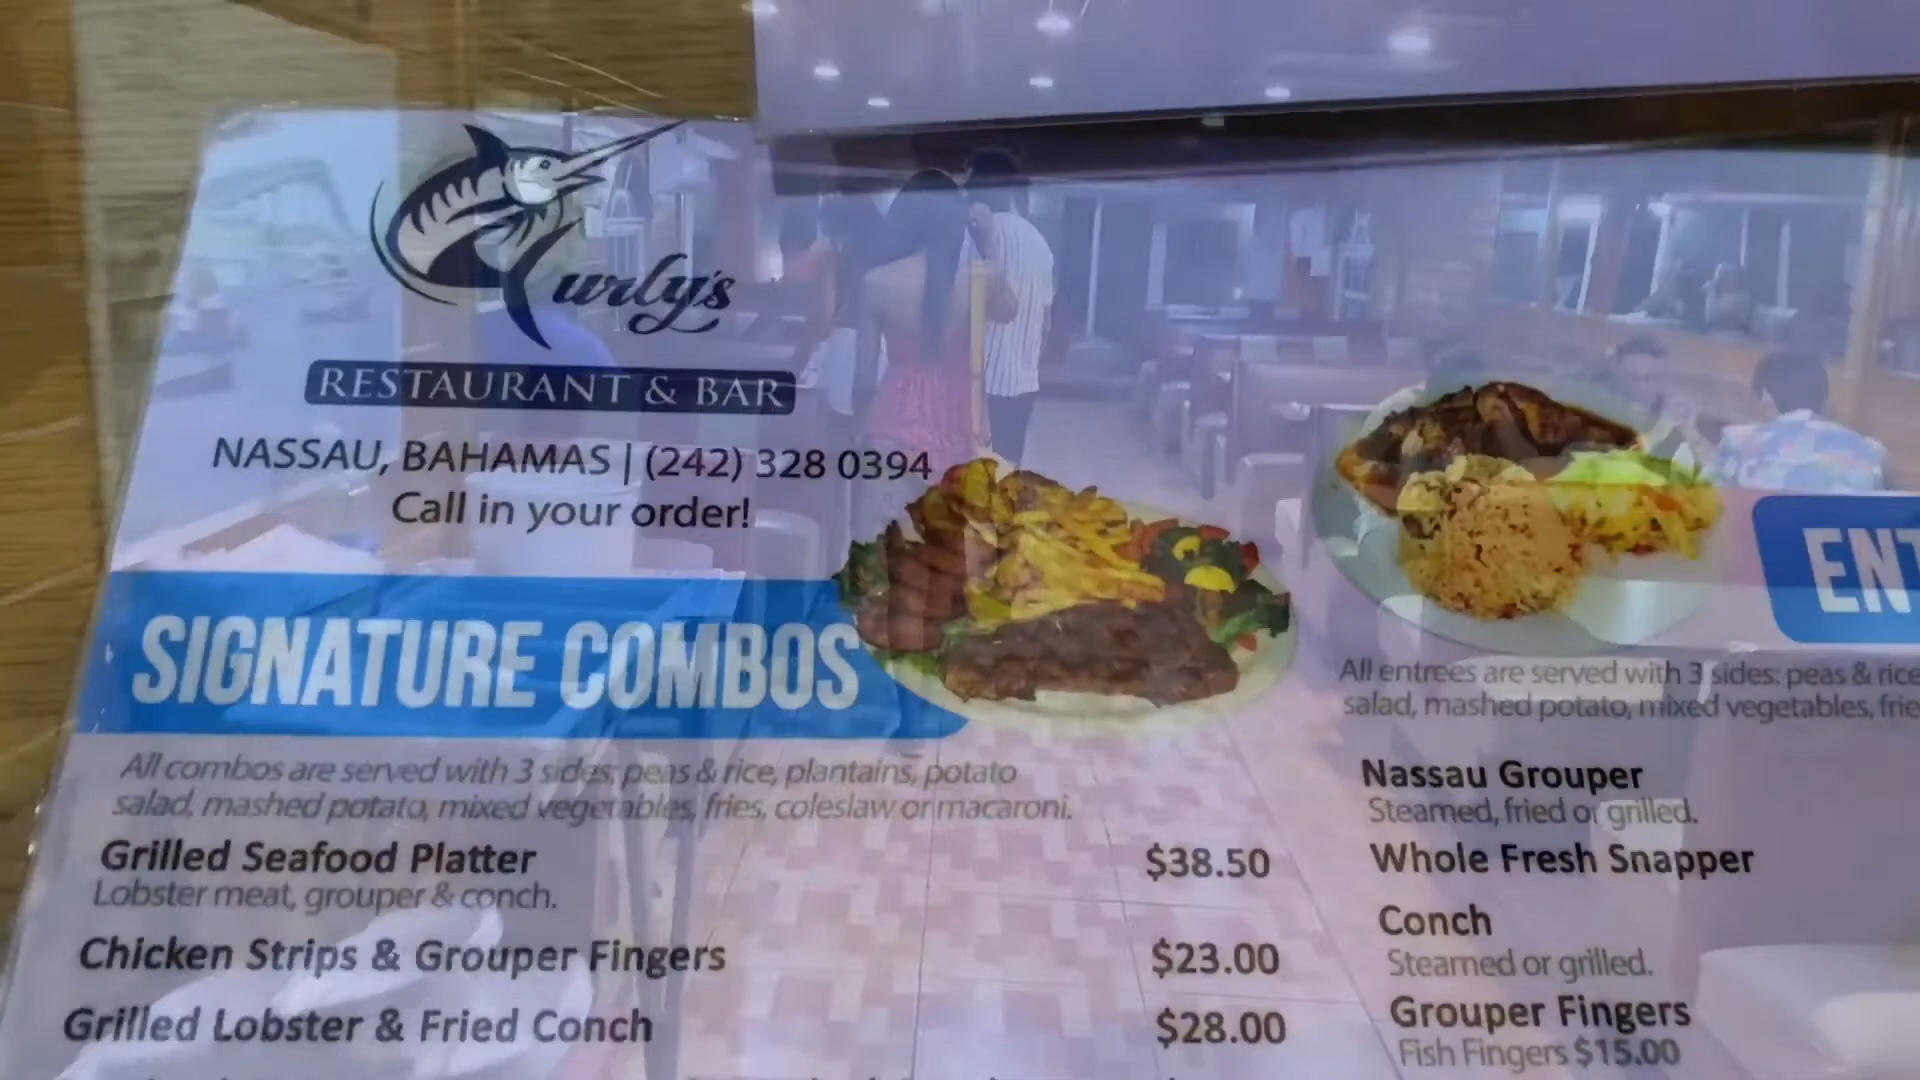 Curly's
RESTAURANT & BAR
NASSAU, BAHAMAS | (242) 328 0394
Call in your order!
SIGNATURE COMBOS
All combos are served with 3 sides; peas & rice, plantains, potato
salad, mashed potato, mixed vegetables, fries, coleslaw or macaroni.
Grilled Seafood Platter $38.50
Lobster meat, grouper & conch.
Chicken Strips & Grouper Fingers $23.00
Grilled Lobster & Fried Conch $28.00
All entrees are served with 3 sides: peas & rice
salad, mashed potato, mixed vegetables,
Nassau Grouper
Steamed, fried or grilled.
Whole Fresh Snapper
Conch
Steamed or grilled.
Grouper Fingers
Fish Fingers $15.00